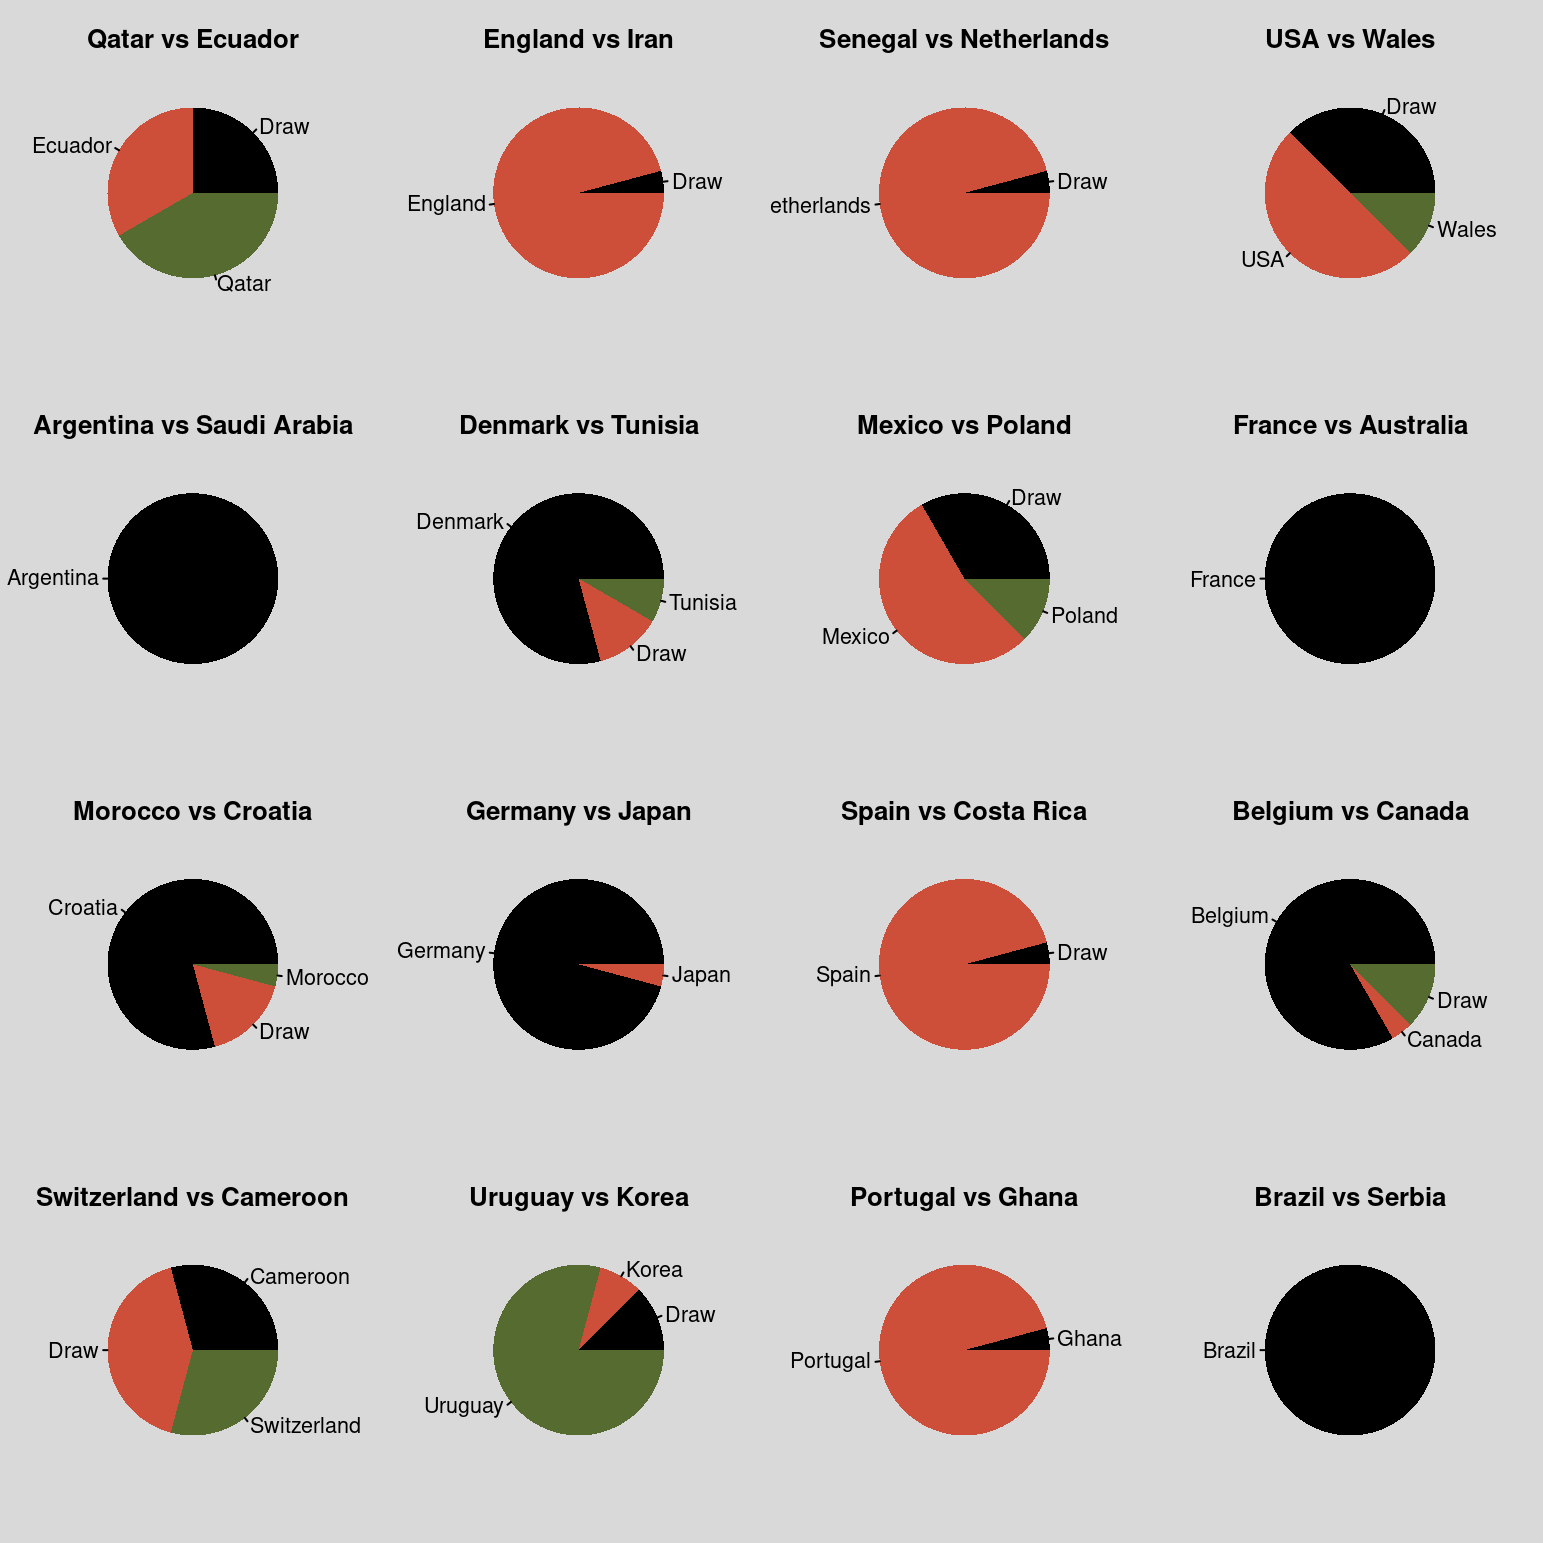 Qatar vs Ecuador
Draw
Ecuador
Qatar
England vs Iran
Draw
England
Senegal vs Netherlands
Draw
etherlands
USA vs Wales
Draw
USA
Wales
Argentina vs Saudi Arabia
Argentina
Denmark vs Tunisia
Denmark
Draw
Tunisia
Mexico vs Poland
Draw
Mexico
Poland
France vs Australia
France
Morocco vs Croatia
Croatia
Draw
Morocco
Germany vs Japan
Germany
Japan
Spain vs Costa Rica
Draw
Spain
Belgium vs Canada
Belgium
Canada
Draw
Switzerland vs Cameroon
Cameroon
Draw
Switzerland
Uruguay vs Korea
Draw
Korea
Uruguay
Portugal vs Ghana
Ghana
Portugal
Brazil vs Serbia
Brazil